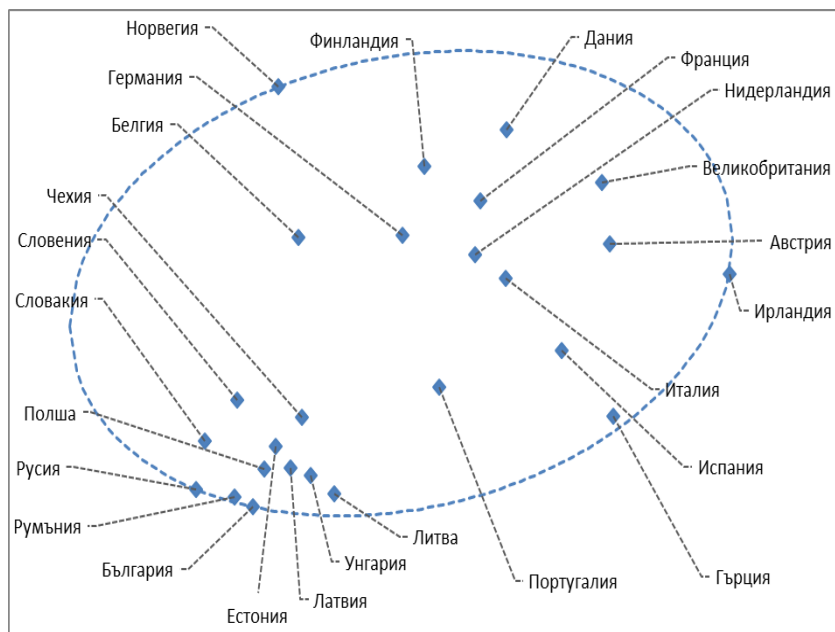 Норвегия
Финландия
Дания
Франция
Германия
Нидерландия
Белгия
Великобритания
Чехия
Словения
Австрия
Словакия
Ирландия
Италия
Полша
Испания
Русия
Румъния
Литва
България
Унгария
Португалия
Гърция
Латвия
Естония